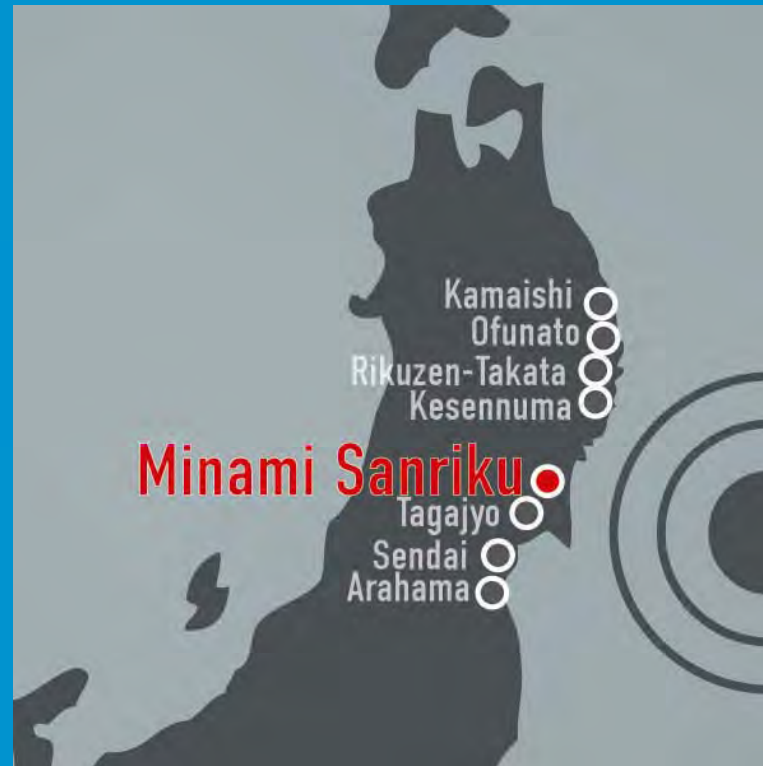 Kamaishi
Ofunato
Rikuzen-Takata
Kesennuma
Minami Sanriku
Tagajyo
Sendai
Arahama